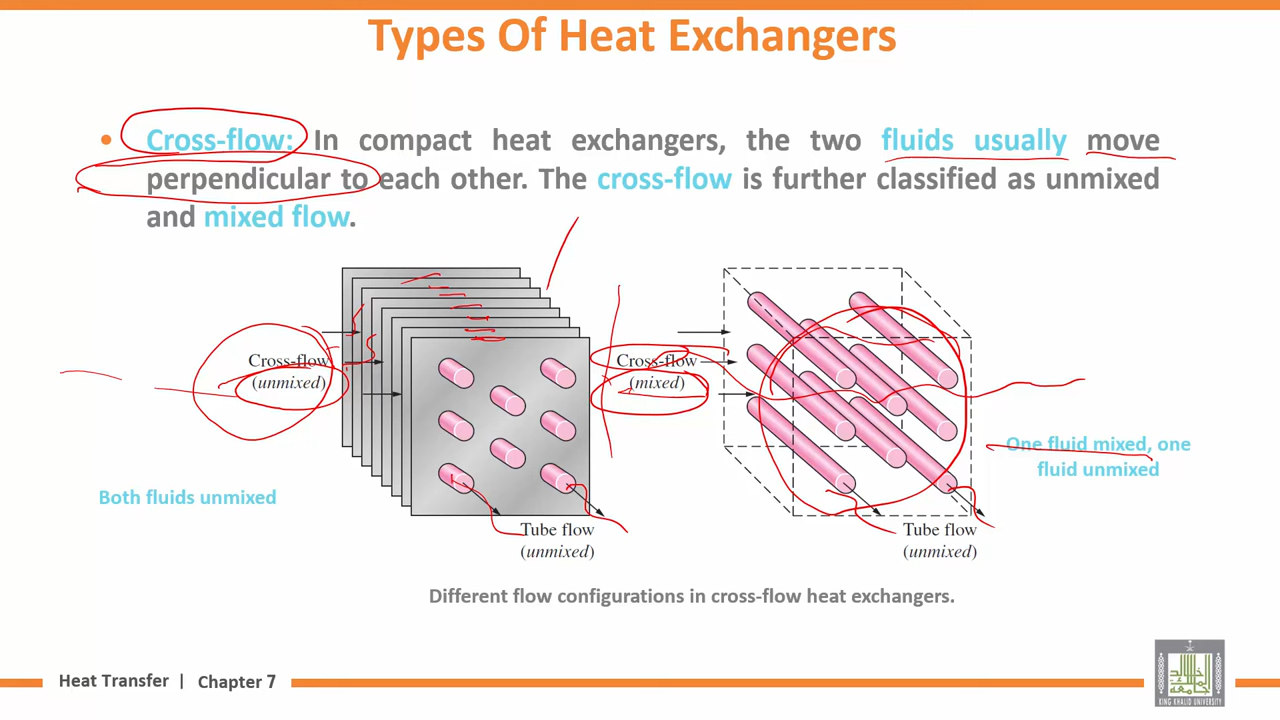 Types Of Heat Exchangers
• Cross-flow: In compact heat exchangers, the two fluids usually move
perpendicular to each other. The cross-flow is further classified as unmixed
and mixed flow.
Cross-flow
(unmixed)
Cross-flow
(mixed)
One fluid mixed, one
fluid unmixed
Both fluids unmixed
Tube flow
(unmixed)
Tube flow
(unmixed)
Different flow configurations in cross-flow heat exchangers.
Heat Transfer | Chapter 7
KING KHALID UNIVERSITY